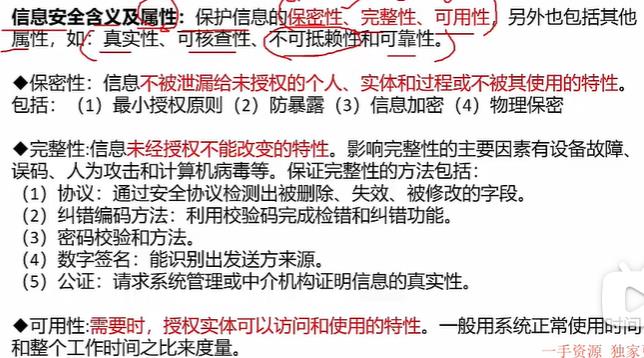 信息安全含义及属性：保护信息的保密性、完整性、可用性，另外也包括其他
属性，如：真实性、可核查性、不可抵赖性和可靠性。
◆保密性：信息不被泄漏给未授权的个人、实体和过程或不被其使用的特性。
包括：（1）最小授权原则（2）防暴露（3）信息加密（4）物理保密
◆完整性:信息未经授权不能改变的特性。影响完整性的主要因素有设备故障、
误码、人为攻击和计算机病毒等。保证完整性的方法包括：
（1）协议：通过安全协议检测出被删除、失效、被修改的字段。
（2）纠错编码方法：利用校验码完成检错和纠错功能。
（3）密码校验和方法。
（4）数字签名：能识别出发送方来源。
（5）公证：请求系统管理或中介机构证明信息的真实性。
◆可用性:需要时，授权实体可以访问和使用的特性。一般用系统正常使用时间
和整个工作时间之比来度量。
一手资源 独家